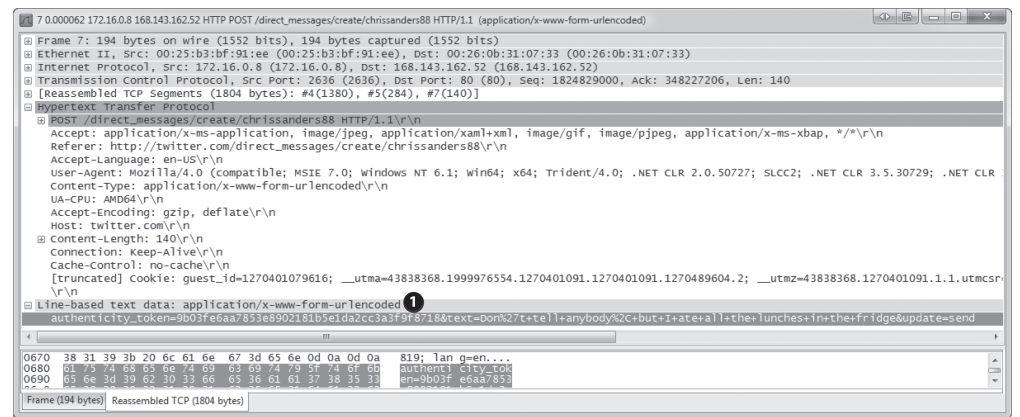 7 0.000062 172.16.0.8 168.143.162.52 HTTP POST /direct_messages/create/chrissanders88 HTTP/1.1 (application/x-www-form-urlencoded)
Frame 7: 194 bytes on wire (1552 bits), 194 bytes captured (1552 bits)
Ethernet II, Src: 00:25:b3:bf:91:ee (00:25:b3:bf:91:ee), Dst: 00:26:0b:31:07:33 (00:26:0b:31:07:33)
Internet Protocol, Src: 172.16.0.8 (172.16.0.8), Dst: 168.143.162.52 (168.143.162.52)
Transmission Control Protocol, Src Port: 2636 (2636), Dst Port: 80 (80), Seq: 1824829000, Ack: 348227206, Len: 140
[Reassembled TCP Segments (1804 bytes): #4(1380), #5(284), #7(140)]
Hypertext Transfer Protocol
POST /direct_messages/create/chrissanders88 HTTP/1.1\r\n
Accept: application/x-ms-application, image/jpeg, application/xaml+xml, image/gif, image/pjpeg, application/x-ms-xbap, */*\r\n
Referer: http://twitter.com/direct_messages/create/chrissanders88\r\n
Accept-Language: en-US\r\n
User-Agent: Mozilla/4.0 (compatible; MSIE 7.0; Windows NT 6.1; Win64; x64; Trident/4.0; .NET CLR 2.0.50727; SLCC2; .NET CLR 3.5.30729; .NET CLR
Content-Type: application/x-www-form-urlencoded\r\n
UA-CPU: AMD64\r\n
Accept-Encoding: gzip, deflate\r\n
Host: twitter.com\r\n
Content-Length: 140\r\n
Connection: Keep-Alive\r\n
Cache-Control: no-cache\r\n
[truncated] Cookie: guest_id=1270401079616; __utma=43838368.1999976554.1270401091.1270401091.1270489604.2; __utmz=43838368.1270401091.1.1.utmcsr
\r\n
Line-based text data: application/x-www-form-urlencoded 1
authenticity_token=9b03fe6aa7853e8902181b5e1da2cc3a3f9f8718&text=Don%27t+tell+anybody%2C+but+I+ate+all+the+lunches+in+the+fridge&update=send
0670 38 31 39 3b 20 6c 61 6e 67 3d 65 6e 0d 0a 0d 0a 819; lan g=en....
0680 61 75 74 68 65 6e 74 69 63 69 74 79 5f 74 6f 6b authenti city_tok
0690 65 6e 3d 39 62 30 33 66 65 36 61 61 37 38 35 33 en=9b03f e6aa7853
Frame (194 bytes) Reassembled TCP (1804 bytes)